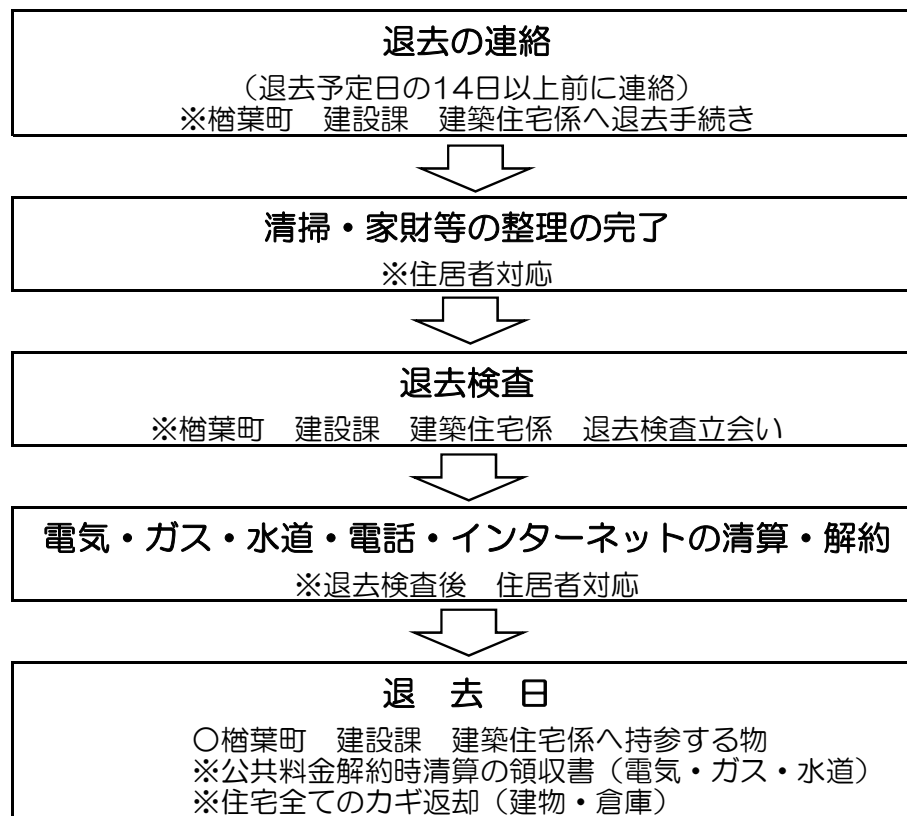 退去の連絡
（退去予定日の14日以上前に連絡）
※楢葉町　建設課　建築住宅係へ退去手続き
清掃・家財等の整理の完了
※住居者対応
退去検査
※楢葉町　建設課　建築住宅係　退去検査立会い
電気・ガス・水道・電話・インターネットの清算・解約
※退去検査後　住居者対応
退　去　日
〇楢葉町　建設課　建築住宅係へ持参する物
※公共料金解約時清算の領収書（電気・ガス・水道）
※住宅全てのカギ返却（建物・倉庫）